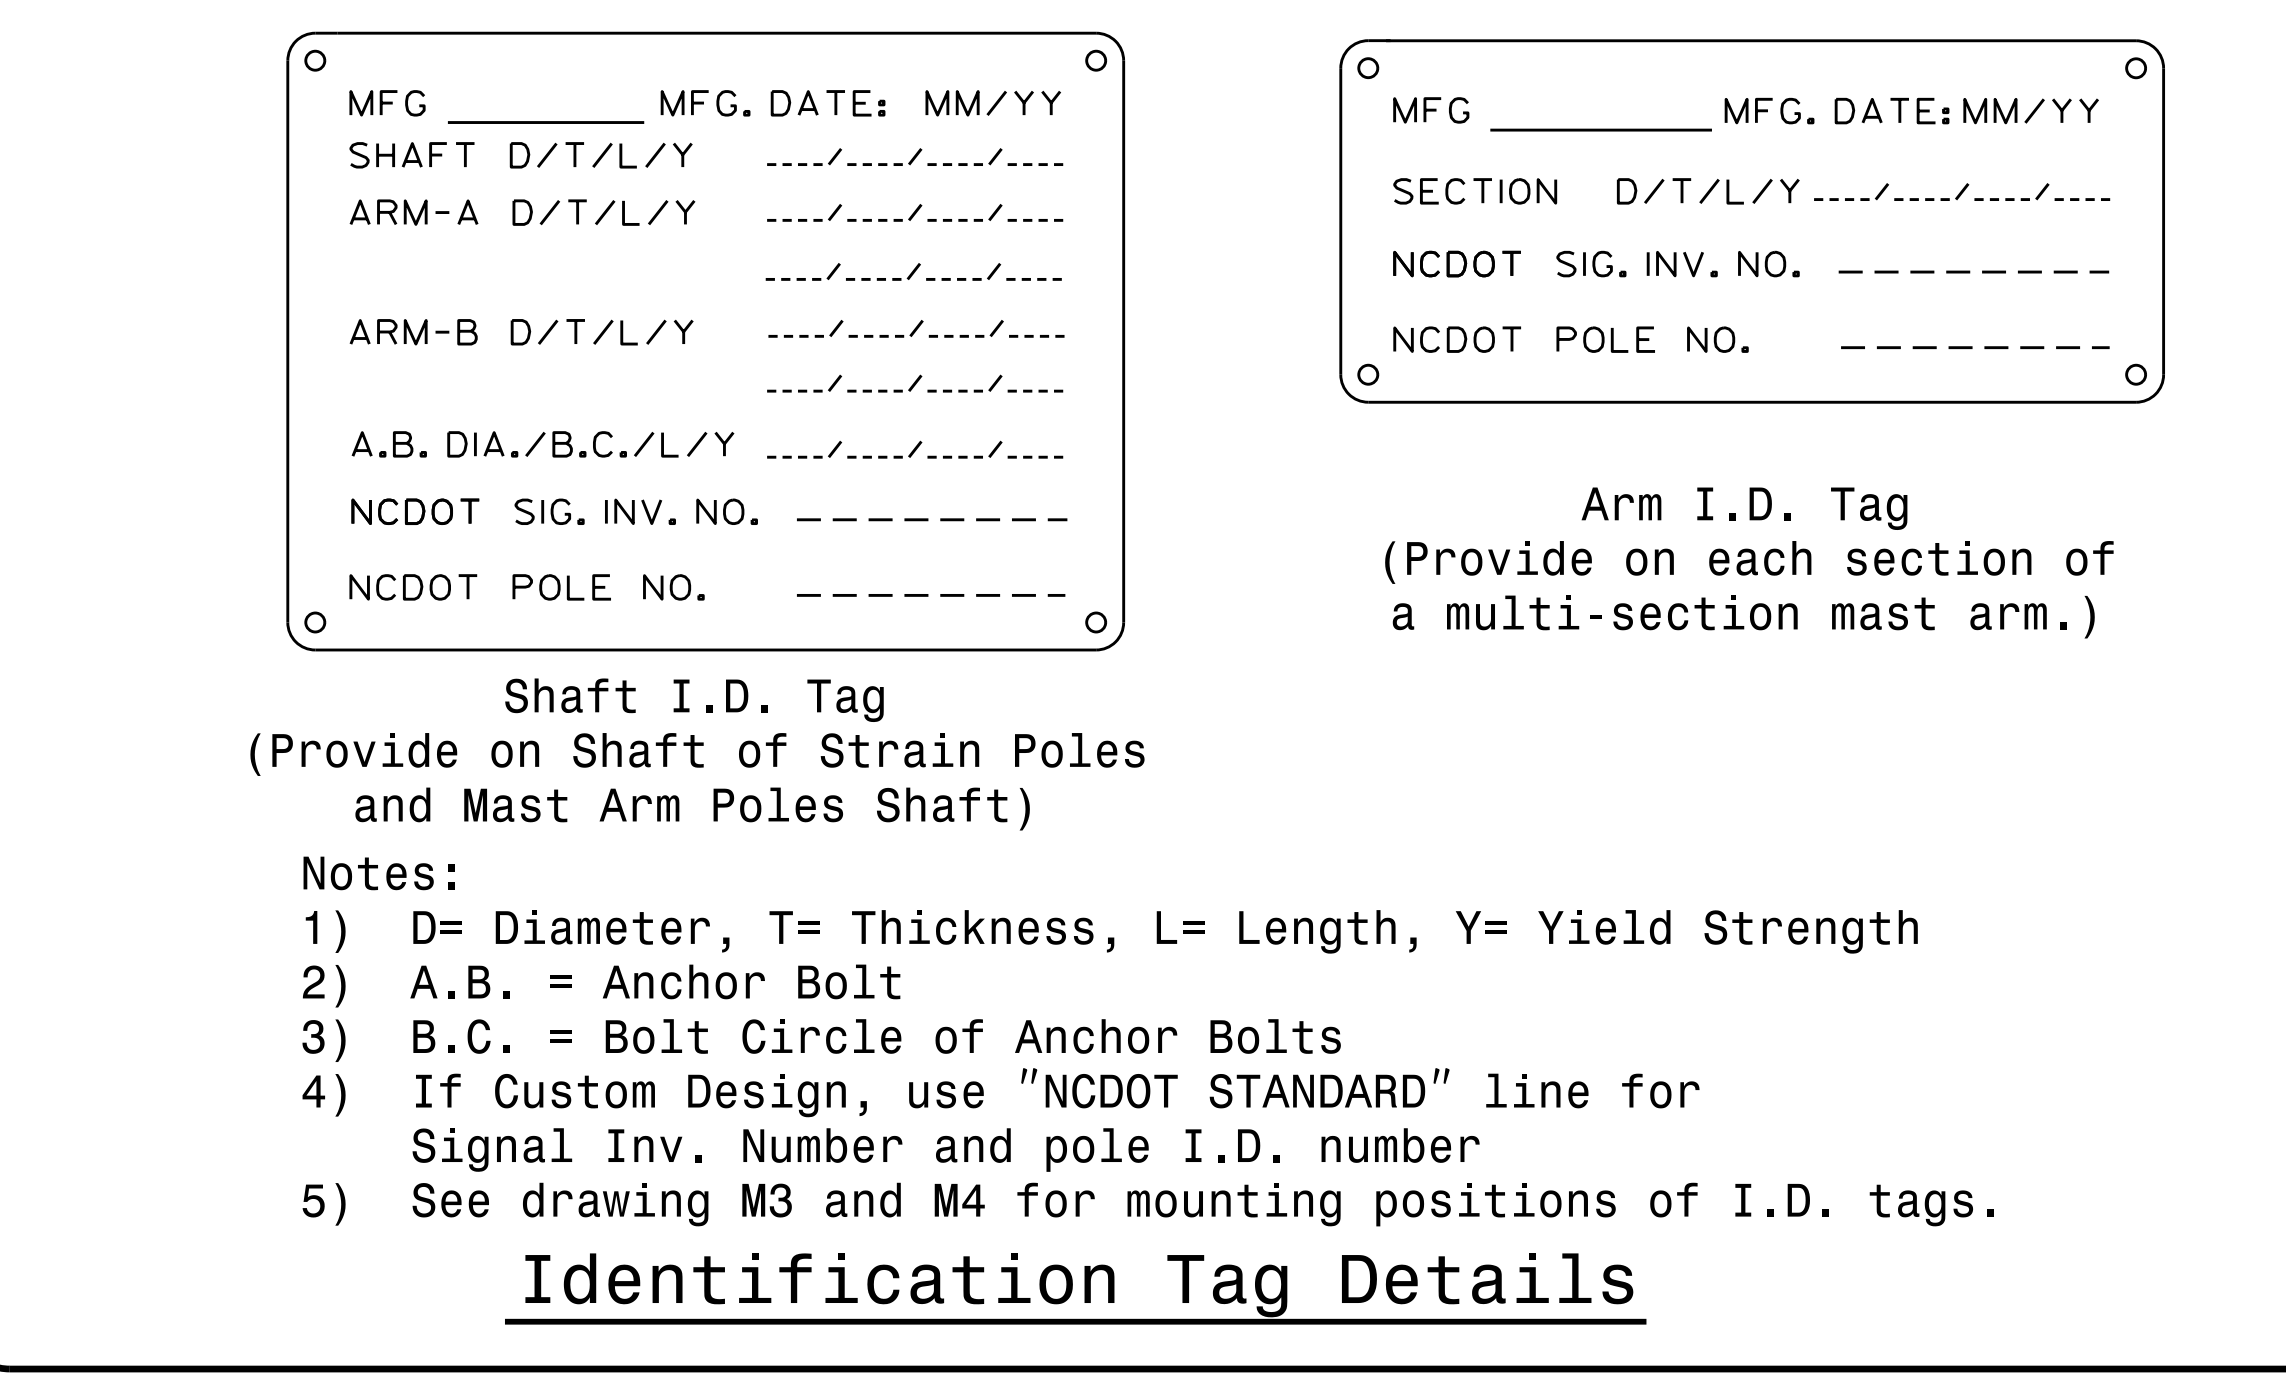 MFG __________ MFG. DATE: MM/YY
SHAFT D/T/L/Y ----/----/----/----
ARM-A D/T/L/Y ----/----/----/----
----/----/----/----
ARM-B D/T/L/Y ----/----/----/----
----/----/----/----
A.B. DIA./B.C./L/Y ----/----/----/----
NCDOT SIG. INV. NO. _ _ _ _ _ _ _ _
NCDOT POLE NO. _ _ _ _ _ _ _ _
Shaft I.D. Tag
(Provide on Shaft of Strain Poles
and Mast Arm Poles Shaft)
MFG __________ MFG. DATE: MM/YY
SECTION D/T/L/Y ----/----/----/----
NCDOT SIG. INV. NO. _ _ _ _ _ _ _ _
NCDOT POLE NO. _ _ _ _ _ _ _ _
Arm I.D. Tag
(Provide on each section of
a multi-section mast arm.)
Notes:
1) D= Diameter, T= Thickness, L= Length, Y= Yield Strength
2) A.B. = Anchor Bolt
3) B.C. = Bolt Circle of Anchor Bolts
4) If Custom Design, use "NCDOT STANDARD" line for
Signal Inv. Number and pole I.D. number
5) See drawing M3 and M4 for mounting positions of I.D. tags.
Identification Tag Details